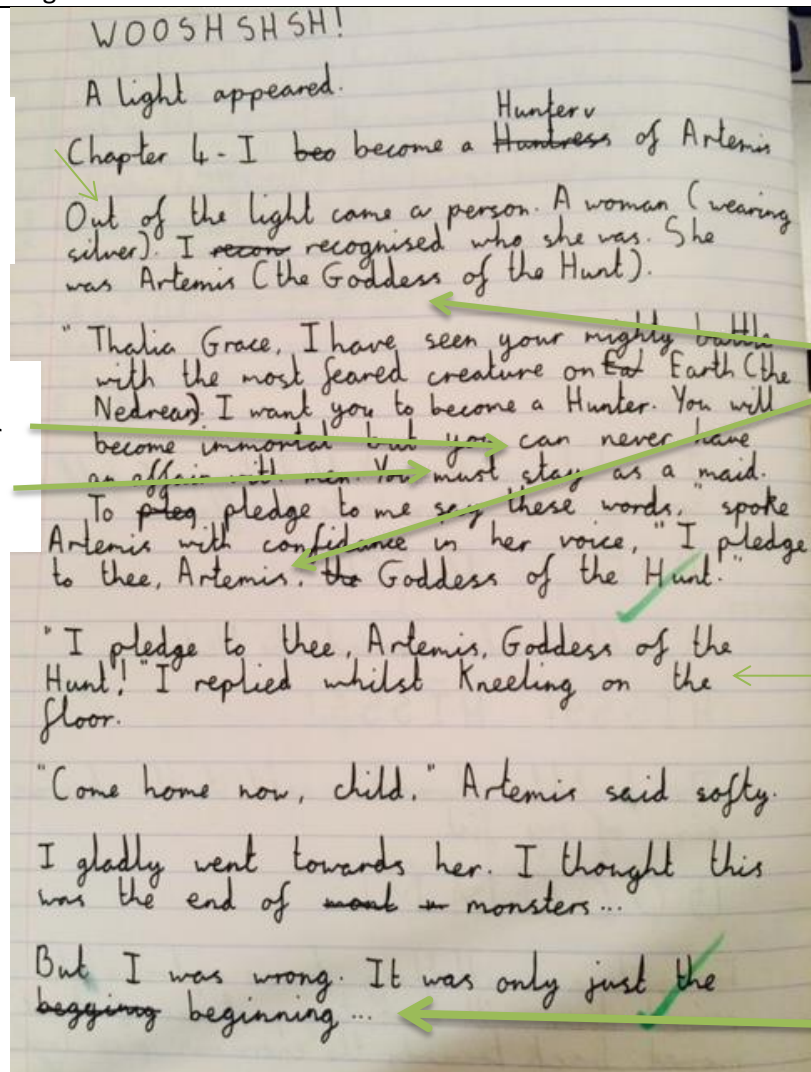 WOOSHSHSH!
A light appeared.
Hunter
Chapter 4 - I beo become a Huntress of Artemis
Out of the light came a person. A woman (wearing
silver). I recon recognised who she was. She
was Artemis (the Goddess of the Hunt).
"Thalia Grace, I have seen your mighty battle
with the most feared creature on Eat Earth (the
Nedrean). I want you to become a Hunter. You will
become immortal but you can never have
an affair with men. You must stay as a maid.
To pleg pledge to me say these words," spoke
Artemis with confidance in her voice, "I pledge
to thee, Artemis, the Goddess of the Hunt."
"I pledge to thee, Artemis, Goddess of the
Hunt!" I replied whilst Kneeling on the
floor.
"Come home now, child," Artemis said softy.
I gladly went towards her. I thought this
was the end of monsters...
But I was wrong. It was only just the
begging beginning...